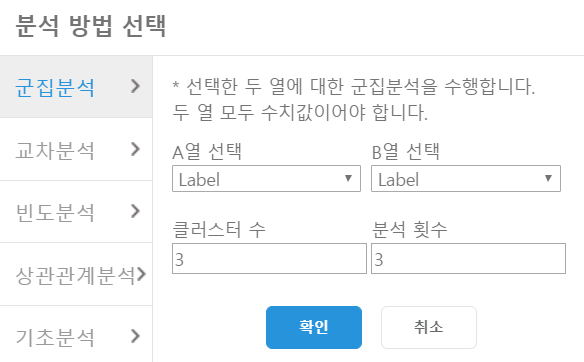 분석 방법 선택
군집분석
교차분석
빈도분석
상관관계분석
기초분석
* 선택한 두 열에 대한 군집분석을 수행합니다.
두 열 모두 수치값이어야 합니다.
A열 선택 B열 선택
Label Label
클러스터 수 분석 횟수
3 3
확인 취소